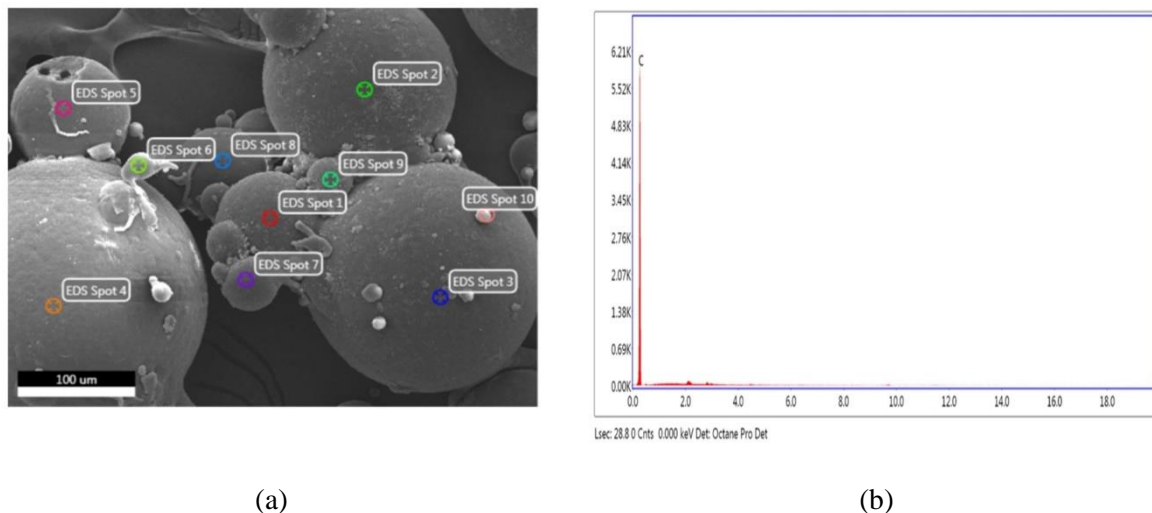 EDS Spot 2
EDS Spot 5
EDS Spot 6
EDS Spot 8
EDS Spot 9
EDS Spot 10
EDS Spot 1
EDS Spot 7
EDS Spot 3
EDS Spot 4
100 um
C
6.21K
5.52K
4.83K
4.14K
3.45K
2.76K
2.07K
1.38K
0.69K
0.00K
0.0 2.0 4.0 6.0 8.0 10.0 12.0 14.0 16.0 18.0
Lsec: 28.8 0 Cnts 0.000 keV Det: Octane Pro Det
(a) (b)